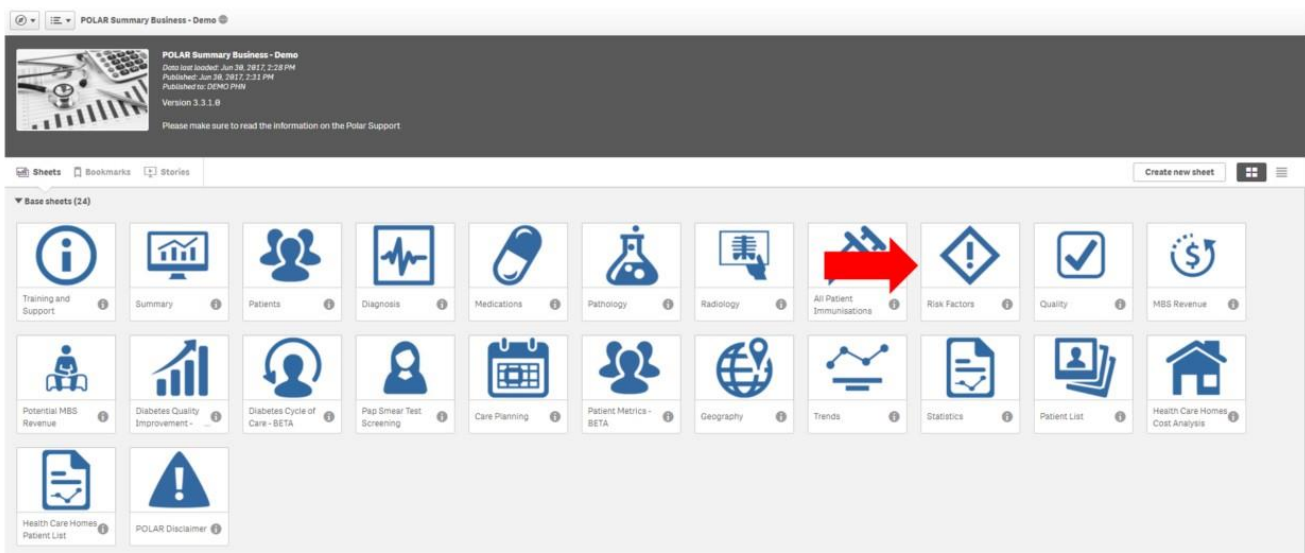 POLAR Summary Business - Demo
POLAR Summary Business - Demo
Data last loaded: Jun 30, 2017, 2:28 PM
Published: Jun 30, 2017, 2:31 PM
Published to: DEMO PHN
Version 3.3.1.0
Please make sure to read the information on the Polar Support
Sheets Bookmarks Stories Create new sheet
Base sheets (24)
Training and
Support
Summary
Patients
Diagnosis
Medications
Pathology
Radiology
All Patient
Immunisations
Risk Factors
Quality
MBS Revenue
Potential MBS
Revenue
Diabetes Quality
Improvement - ...
Diabetes Cycle of
Care - BETA
Pap Smear Test
Screening
Care Planning
Patient Metrics -
BETA
Geography
Trends
Statistics
Patient List
Health Care Homes
Cost Analysis
Health Care Homes
Patient List
POLAR Disclaimer